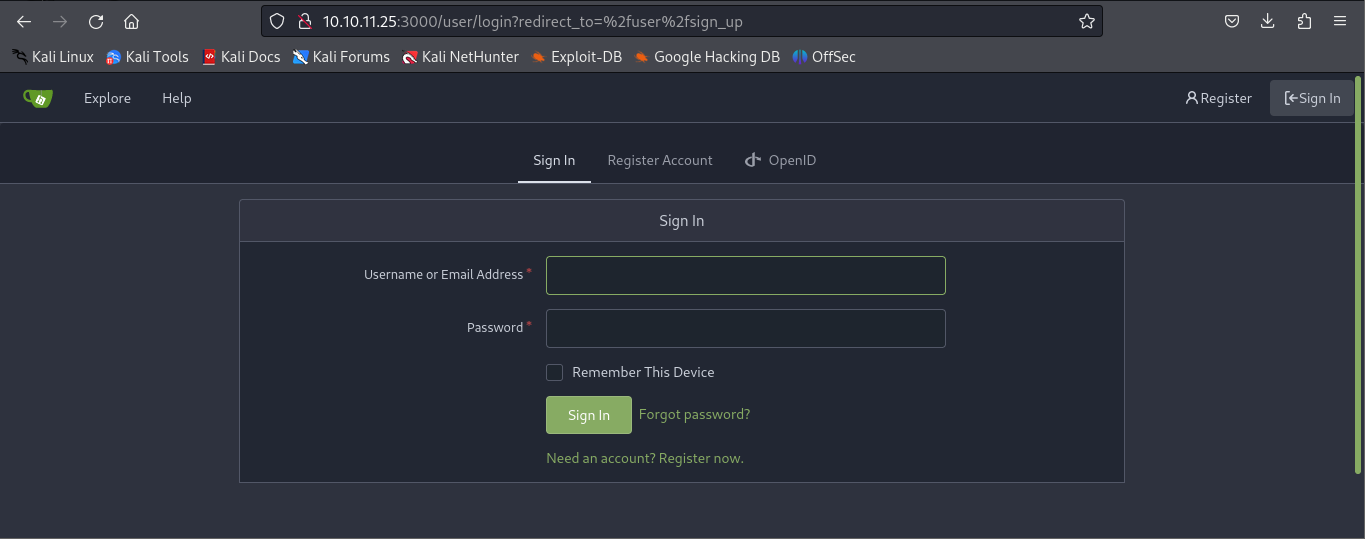 10.10.11.25:3000/user/login?redirect_to=%2fuser%2fsign_up
Kali Linux Kali Tools Kali Docs Kali Forums Kali NetHunter Exploit-DB Google Hacking DB OffSec
Explore Help Register Sign In
Sign In Register Account OpenID
Sign In
Username or Email Address *
Password *
Remember This Device
Sign In Forgot password?
Need an account? Register now.